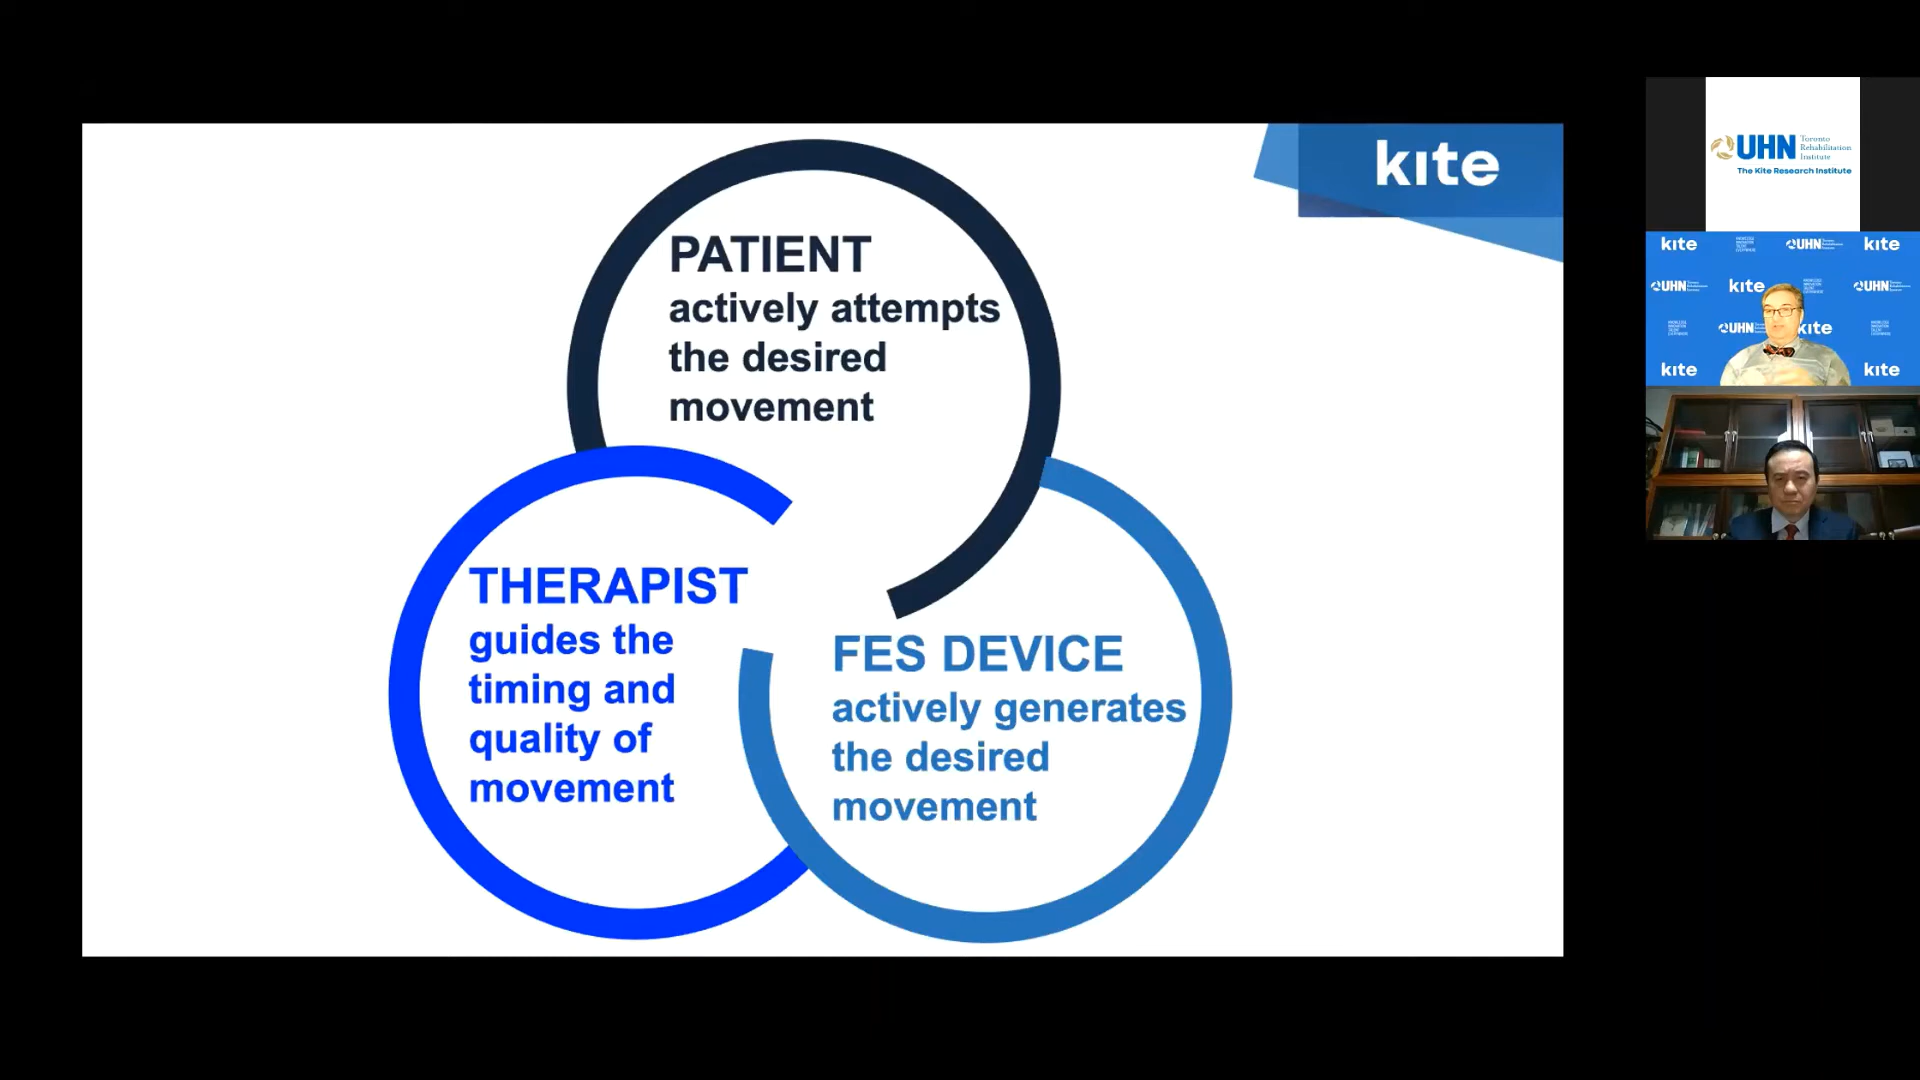 kite
PATIENT
actively attempts
the desired
movement
THERAPIST
guides the
timing and
quality of
movement
FES DEVICE
actively generates
the desired
movement
UHN Toronto
Rehabilitation
Institute
The Kite Research Institute
kite UHN kite
UHN kite UHN
UHN kite
kite kite